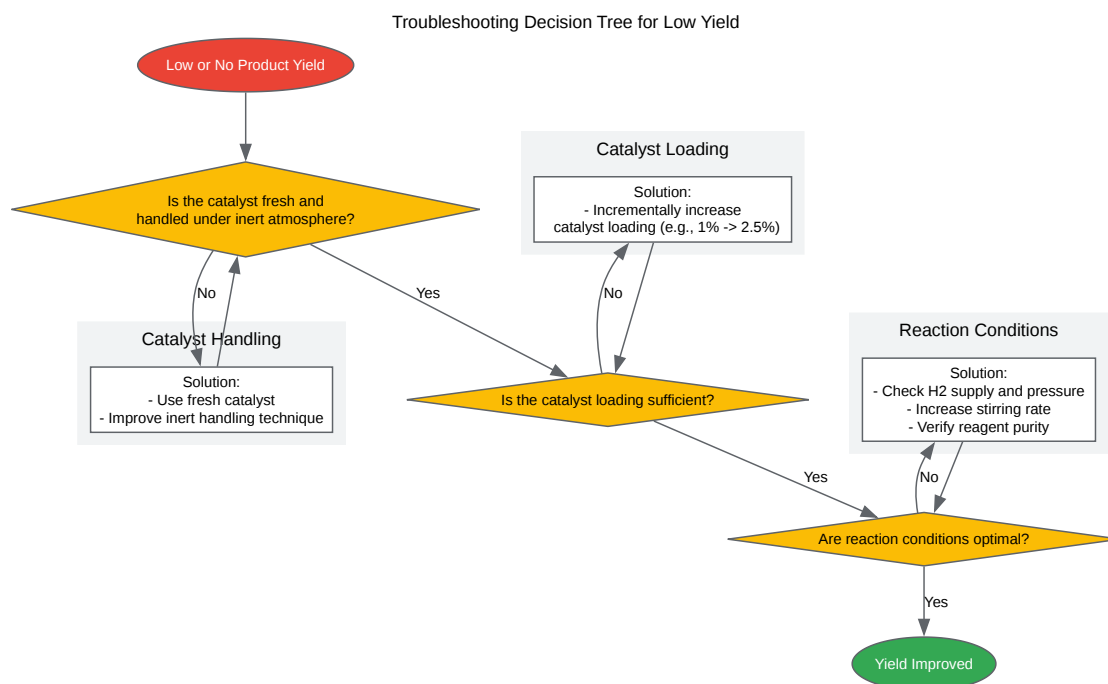 Troubleshooting Decision Tree for Low Yield
Low or No Product Yield
Is the catalyst fresh and
handled under inert atmosphere?
No
Yes
Catalyst Handling
Solution:
- Use fresh catalyst
- Improve inert handling technique
Catalyst Loading
Solution:
- Incrementally increase
catalyst loading (e.g., 1% -> 2.5%)
No
Is the catalyst loading sufficient?
Yes
Reaction Conditions
Solution:
- Check H2 supply and pressure
- Increase stirring rate
- Verify reagent purity
No
Are reaction conditions optimal?
Yes
Yield Improved